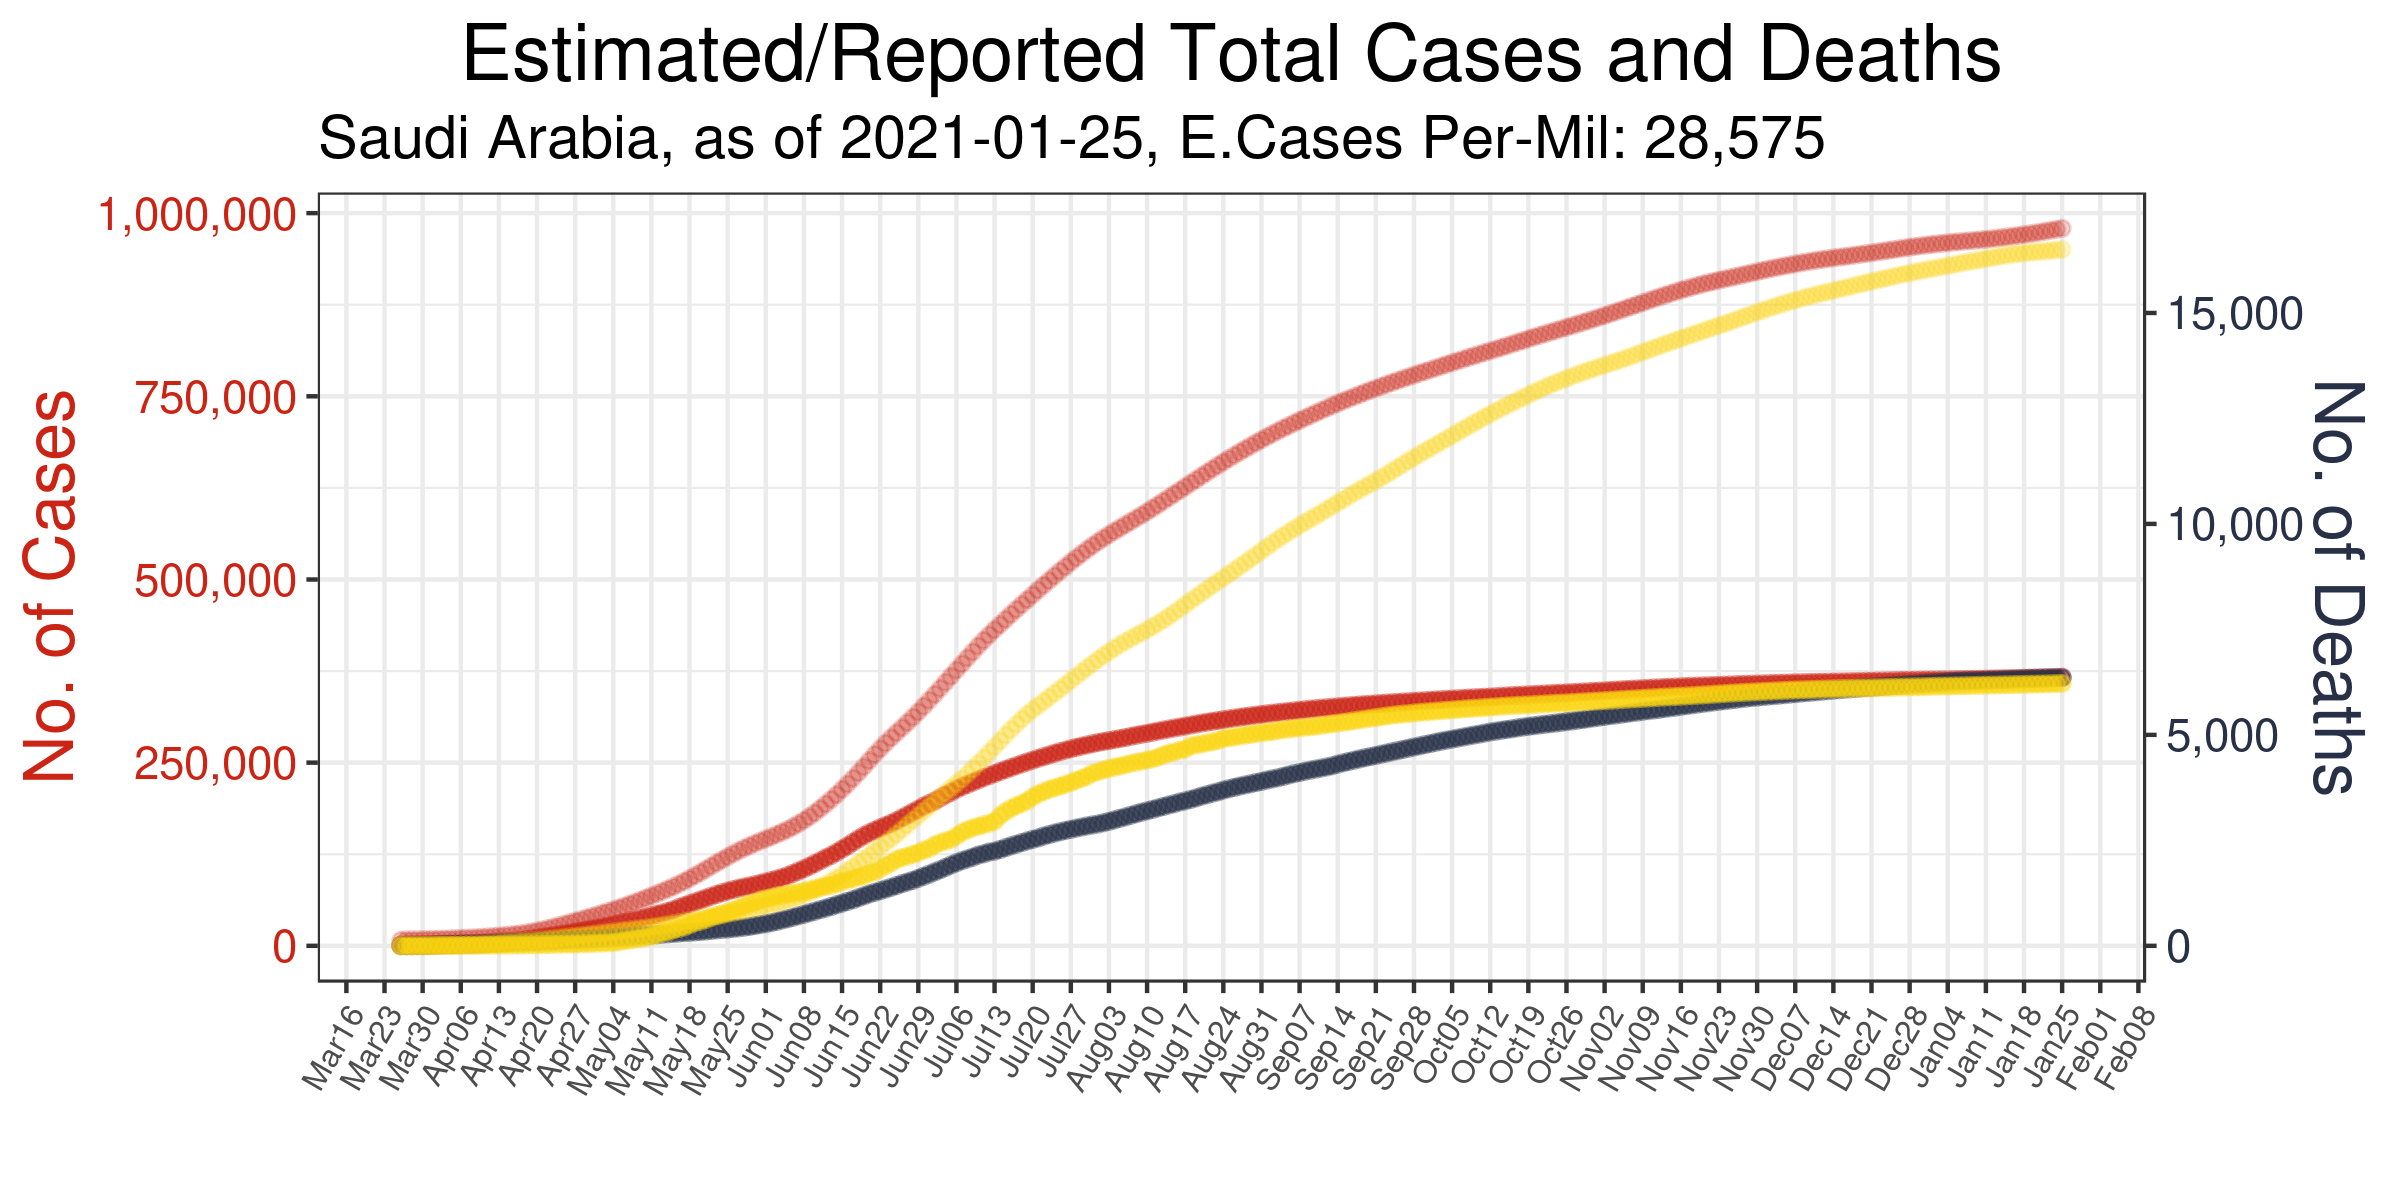 Estimated/Reported Total Cases and Deaths
Saudi Arabia, as of 2021-01-25, E.Cases Per-Mil: 28,575
No. of Cases
1,000,000
750,000
500,000
250,000
0
15,000
10,000
5,000
0
No. of Deaths
Mar16
Mar23
Mar30
Apr06
Apr13
Apr20
Apr27
May04
May11
May18
May25
Jun01
Jun08
Jun15
Jun22
Jun29
Jul06
Jul13
Jul20
Jul27
Aug03
Aug10
Aug17
Aug24
Aug31
Sep07
Sep14
Sep21
Sep28
Oct05
Oct12
Oct19
Oct26
Nov02
Nov09
Nov16
Nov23
Nov30
Dec07
Dec14
Dec21
Dec28
Jan04
Jan11
Jan18
Jan25
Feb01
Feb08